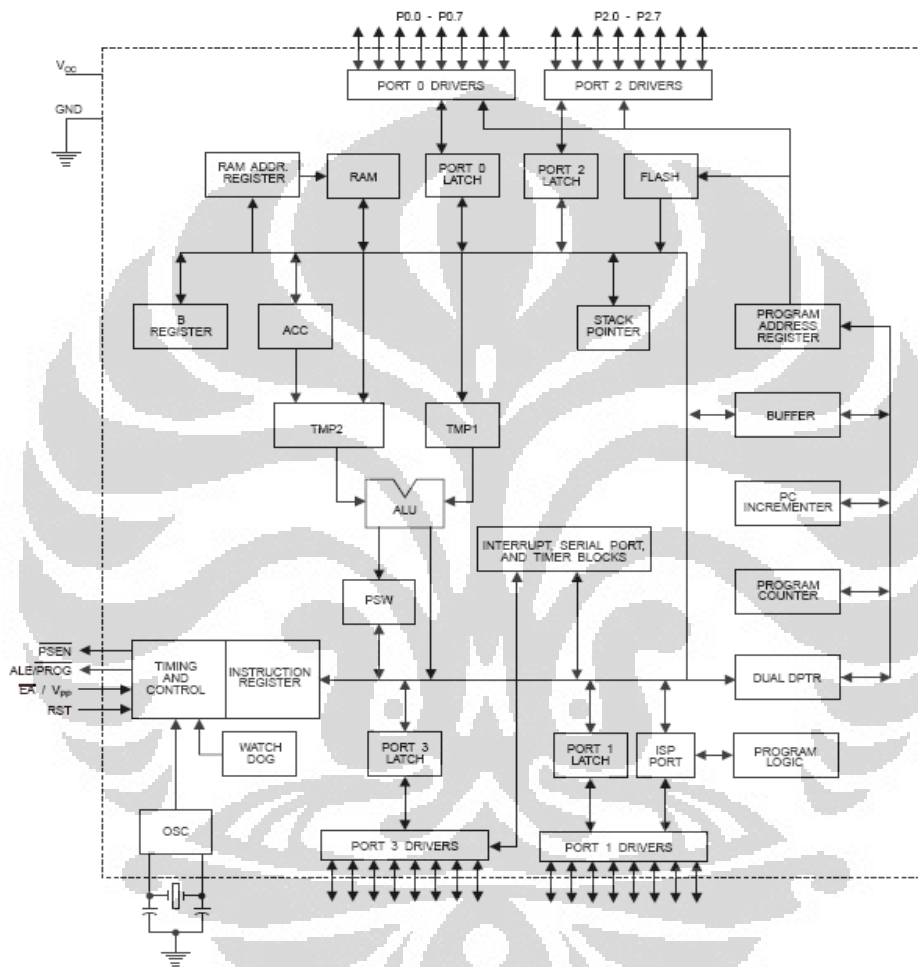 P0.0 - P0.7
P2.0 - P2.7
VCC
PORT 0 DRIVERS
PORT 2 DRIVERS
GND
RAM ADDR.
REGISTER
RAM
PORT 0
LATCH
PORT 2
LATCH
FLASH
B
REGISTER
ACC
STACK
POINTER
PROGRAM
ADDRESS
REGISTER
TMP2
TMP1
BUFFER
ALU
PC
INCREMENTER
INTERRUPT, SERIAL PORT,
AND TIMER BLOCKS
PSW
PROGRAM
COUNTER
PSEN
ALE/PROG
EA / VPP
RST
TIMING
AND
CONTROL
INSTRUCTION
REGISTER
DUAL DPTR
WATCH
DOG
PORT 3
LATCH
PORT 1
LATCH
ISP
PORT
PROGRAM
LOGIC
OSC
PORT 3 DRIVERS
PORT 1 DRIVERS